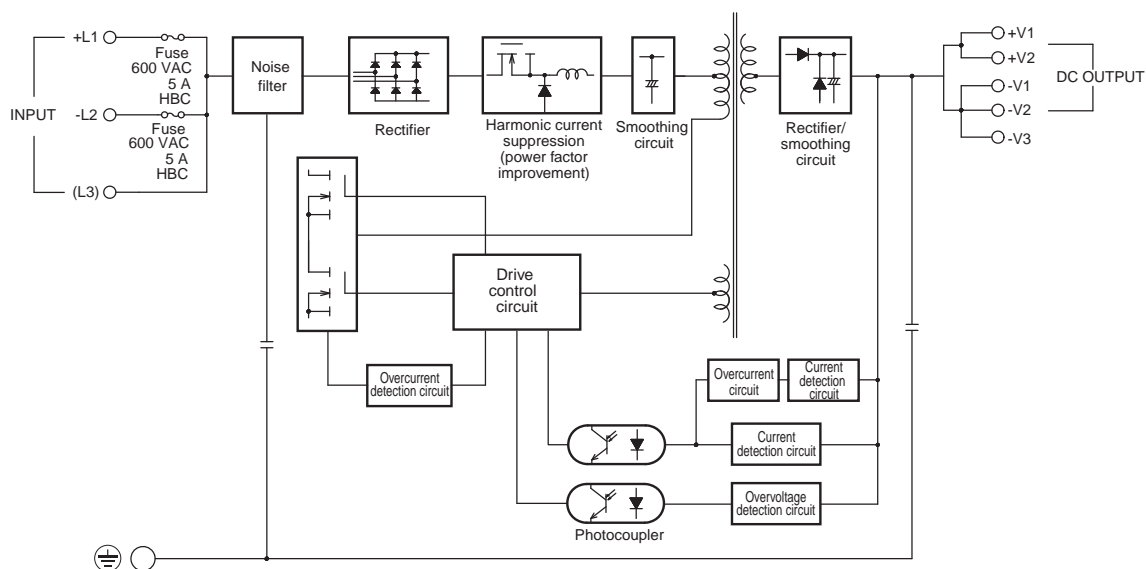 INPUT
+L1
Fuse
600 VAC
5 A
HBC
-L2
Fuse
600 VAC
5 A
HBC
(L3)
Noise
filter
Rectifier
Harmonic current
suppression
(power factor
improvement)
Smoothing
circuit
Rectifier/
smoothing
circuit
+V1
+V2
-V1
-V2
-V3
DC OUTPUT
Drive
control
circuit
Overcurrent
detection circuit
Overcurrent
circuit
Current
detection
circuit
Current
detection circuit
Overvoltage
detection circuit
Photocoupler